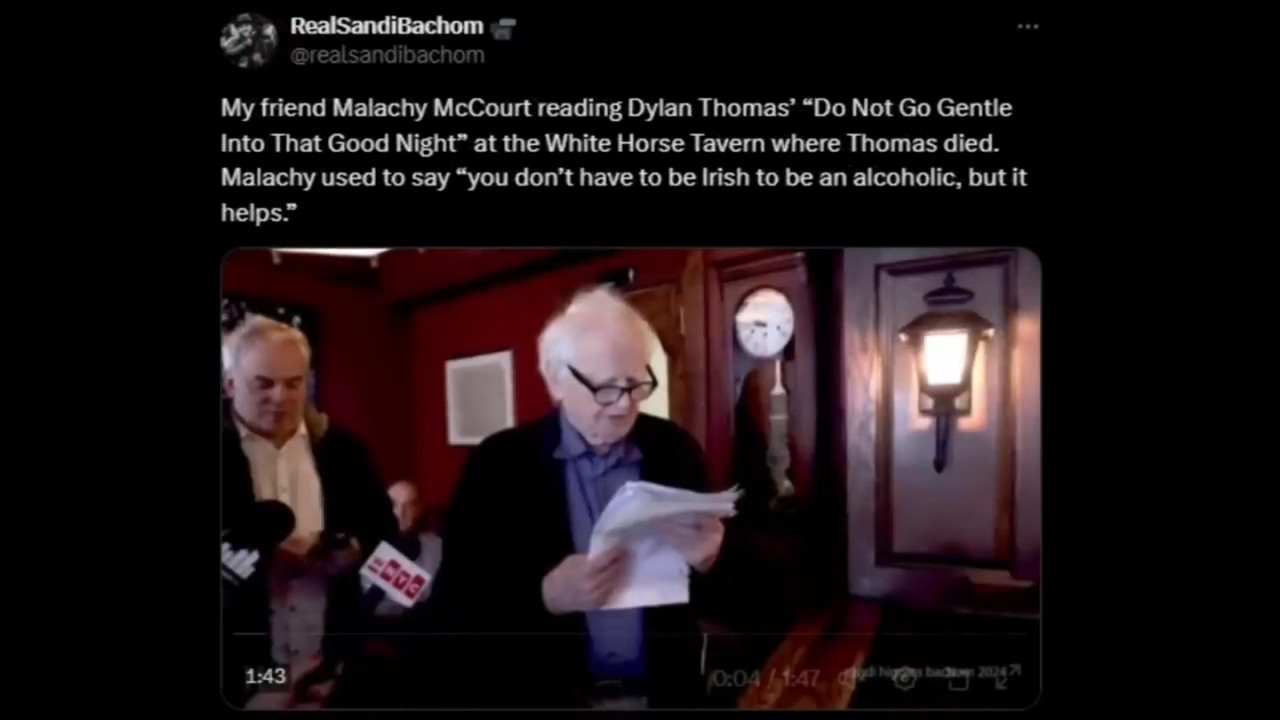 RealSandiBachom
@realsandibachom
My friend Malachy McCourt reading Dylan Thomas’ “Do Not Go Gentle
Into That Good Night” at the White Horse Tavern where Thomas died.
Malachy used to say “you don’t have to be Irish to be an alcoholic, but it
helps.”
NYC
1:43
0:04 / 1:47
2024